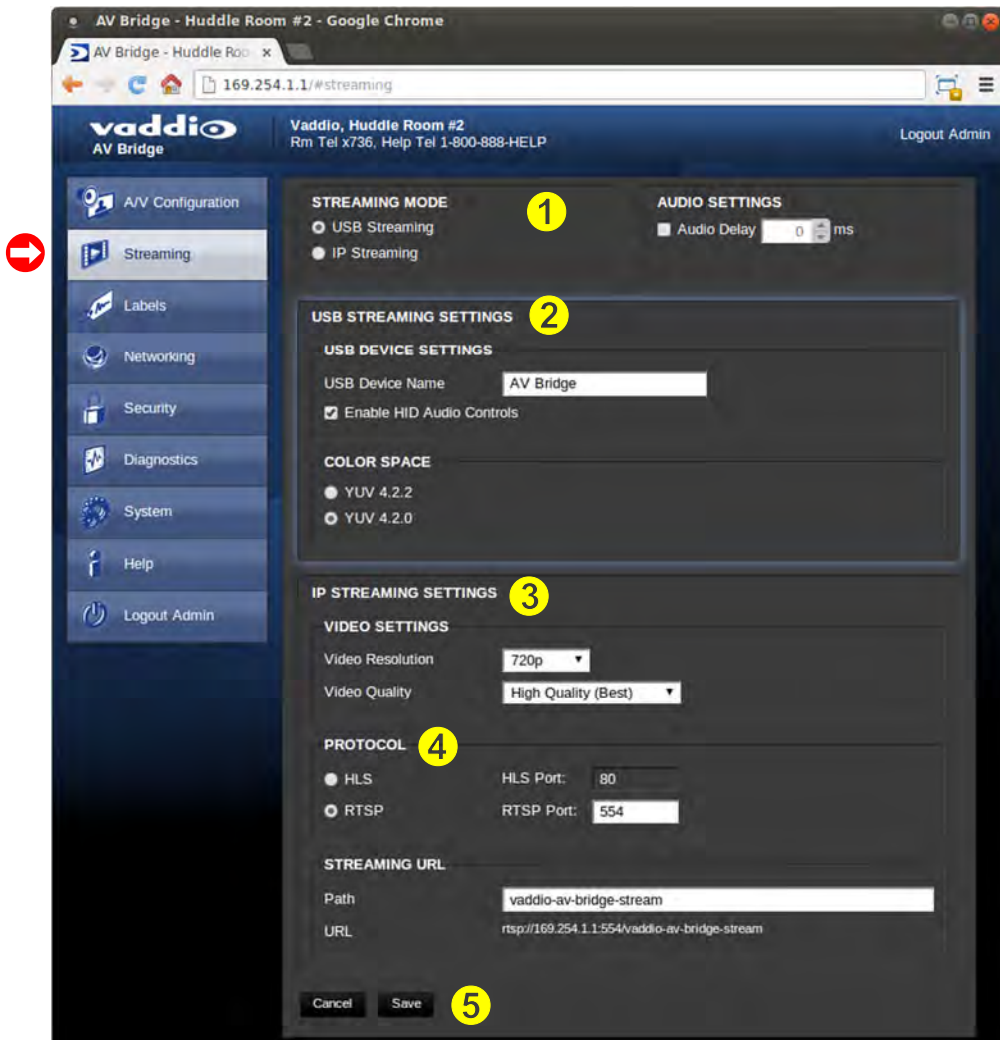 AV Bridge - Huddle Room #2 - Google Chrome
AV Bridge - Huddle Roo ×
169.254.1.1/#streaming
vaddio
AV Bridge
Vaddio, Huddle Room #2
Rm Tel x736, Help Tel 1-800-888-HELP
Logout Admin
A/V Configuration
Streaming
Labels
Networking
Security
Diagnostics
System
Help
Logout Admin
STREAMING MODE 1
USB Streaming
IP Streaming
AUDIO SETTINGS
Audio Delay 0 ms
USB STREAMING SETTINGS 2
USB DEVICE SETTINGS
USB Device Name AV Bridge
Enable HID Audio Controls
COLOR SPACE
YUV 4.2.2
YUV 4.2.0
IP STREAMING SETTINGS 3
VIDEO SETTINGS
Video Resolution 720p
Video Quality High Quality (Best)
PROTOCOL 4
HLS HLS Port: 80
RTSP RTSP Port: 554
STREAMING URL
Path vaddio-av-bridge-stream
URL rtsp://169.254.1.1:554/vaddio-av-bridge-stream
Cancel Save 5